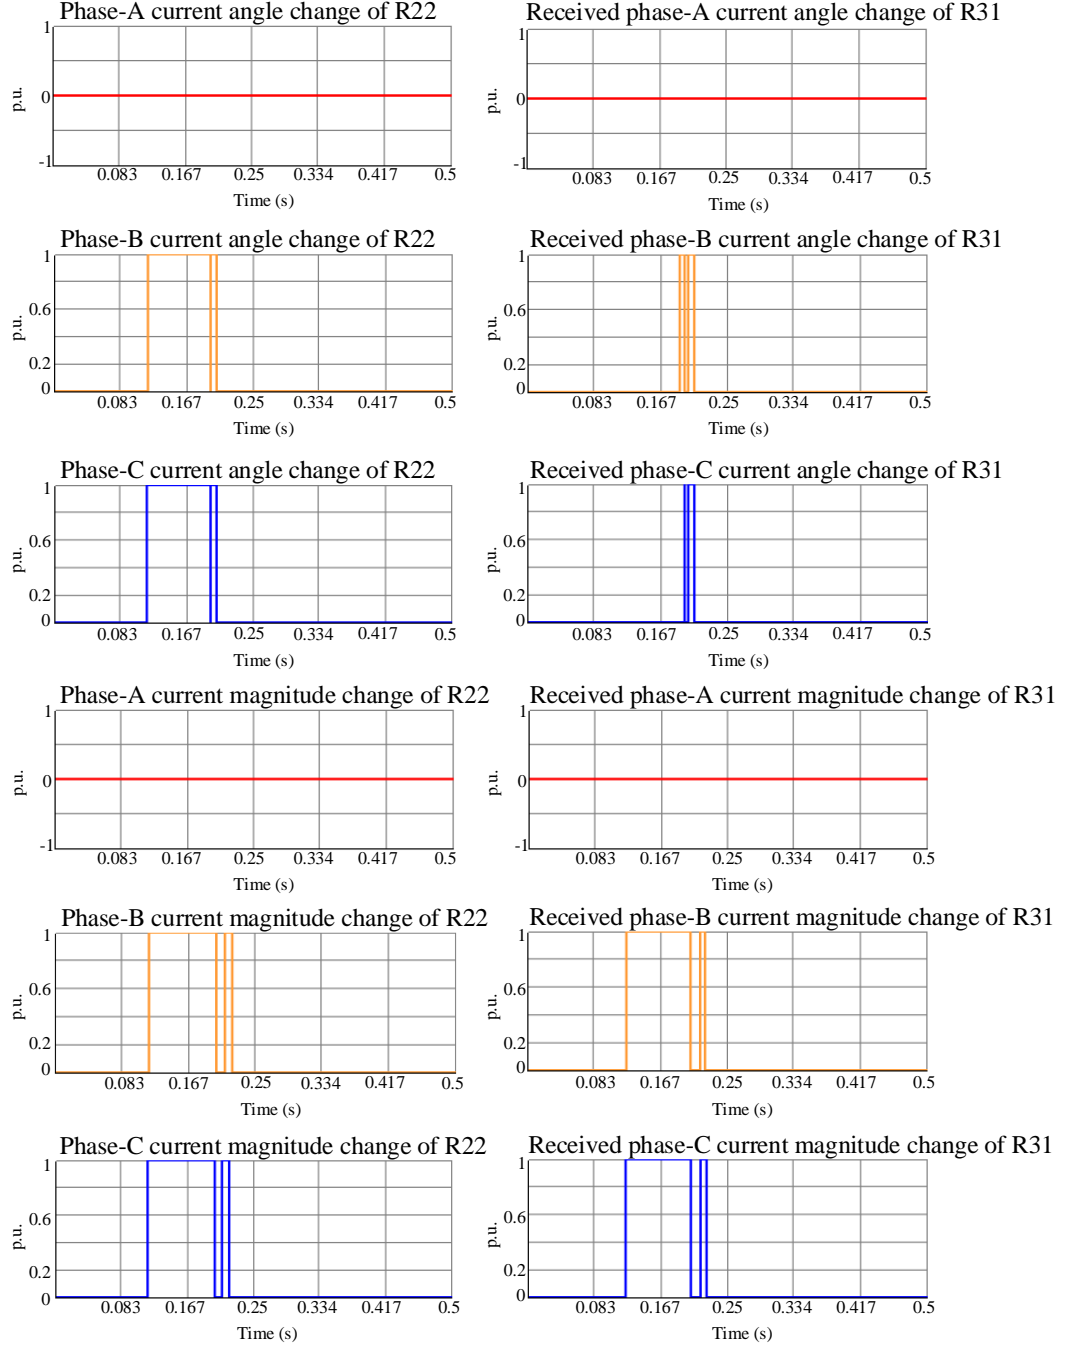 Phase-A current angle change of R22
1
0
-1
p.u.
0.083 0.167 0.25 0.334 0.417 0.5
Time (s)
Received phase-A current angle change of R31
1
0
-1
p.u.
0.083 0.167 0.25 0.334 0.417 0.5
Time (s)
Phase-B current angle change of R22
1
0.6
0.2
0
p.u.
0.083 0.167 0.25 0.334 0.417 0.5
Time (s)
Received phase-B current angle change of R31
1
0.6
0.2
0
p.u.
0.083 0.167 0.25 0.334 0.417 0.5
Time (s)
Phase-C current angle change of R22
1
0.6
0.2
0
p.u.
0.083 0.167 0.25 0.334 0.417 0.5
Time (s)
Received phase-C current angle change of R31
1
0.6
0.2
0
p.u.
0.083 0.167 0.25 0.334 0.417 0.5
Time (s)
Phase-A current magnitude change of R22
1
0
-1
p.u.
0.083 0.167 0.25 0.334 0.417 0.5
Time (s)
Received phase-A current magnitude change of R31
1
0
-1
p.u.
0.083 0.167 0.25 0.334 0.417 0.5
Time (s)
Phase-B current magnitude change of R22
1
0.6
0.2
0
p.u.
0.083 0.167 0.25 0.334 0.417 0.5
Time (s)
Received phase-B current magnitude change of R31
1
0.6
0.2
0
p.u.
0.083 0.167 0.25 0.334 0.417 0.5
Time (s)
Phase-C current magnitude change of R22
1
0.6
0.2
0
p.u.
0.083 0.167 0.25 0.334 0.417 0.5
Time (s)
Received phase-C current magnitude change of R31
1
0.6
0.2
0
p.u.
0.083 0.167 0.25 0.334 0.417 0.5
Time (s)